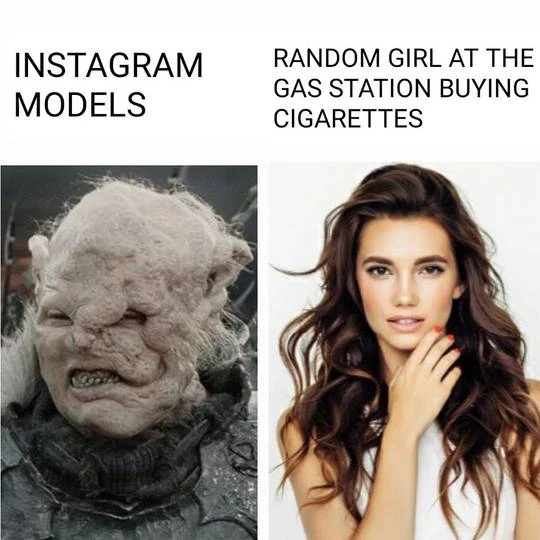 INSTAGRAM
MODELS
RANDOM GIRL AT THE
GAS STATION BUYING
CIGARETTES